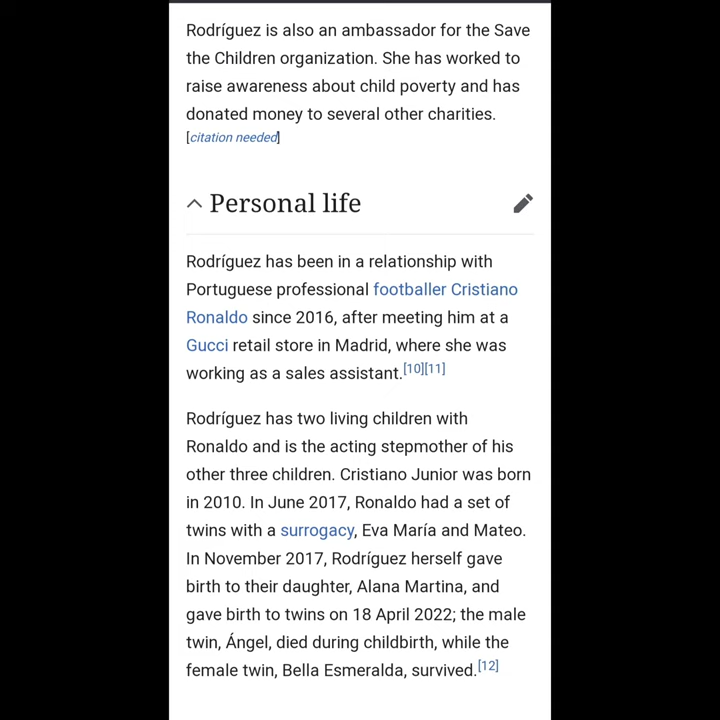 Rodríguez is also an ambassador for the Save
the Children organization. She has worked to
raise awareness about child poverty and has
donated money to several other charities.
[citation needed]
Personal life
Rodríguez has been in a relationship with
Portuguese professional footballer Cristiano
Ronaldo since 2016, after meeting him at a
Gucci retail store in Madrid, where she was
working as a sales assistant.[10][11]
Rodríguez has two living children with
Ronaldo and is the acting stepmother of his
other three children. Cristiano Junior was born
in 2010. In June 2017, Ronaldo had a set of
twins with a surrogacy, Eva María and Mateo.
In November 2017, Rodríguez herself gave
birth to their daughter, Alana Martina, and
gave birth to twins on 18 April 2022; the male
twin, Ángel, died during childbirth, while the
female twin, Bella Esmeralda, survived.[12]